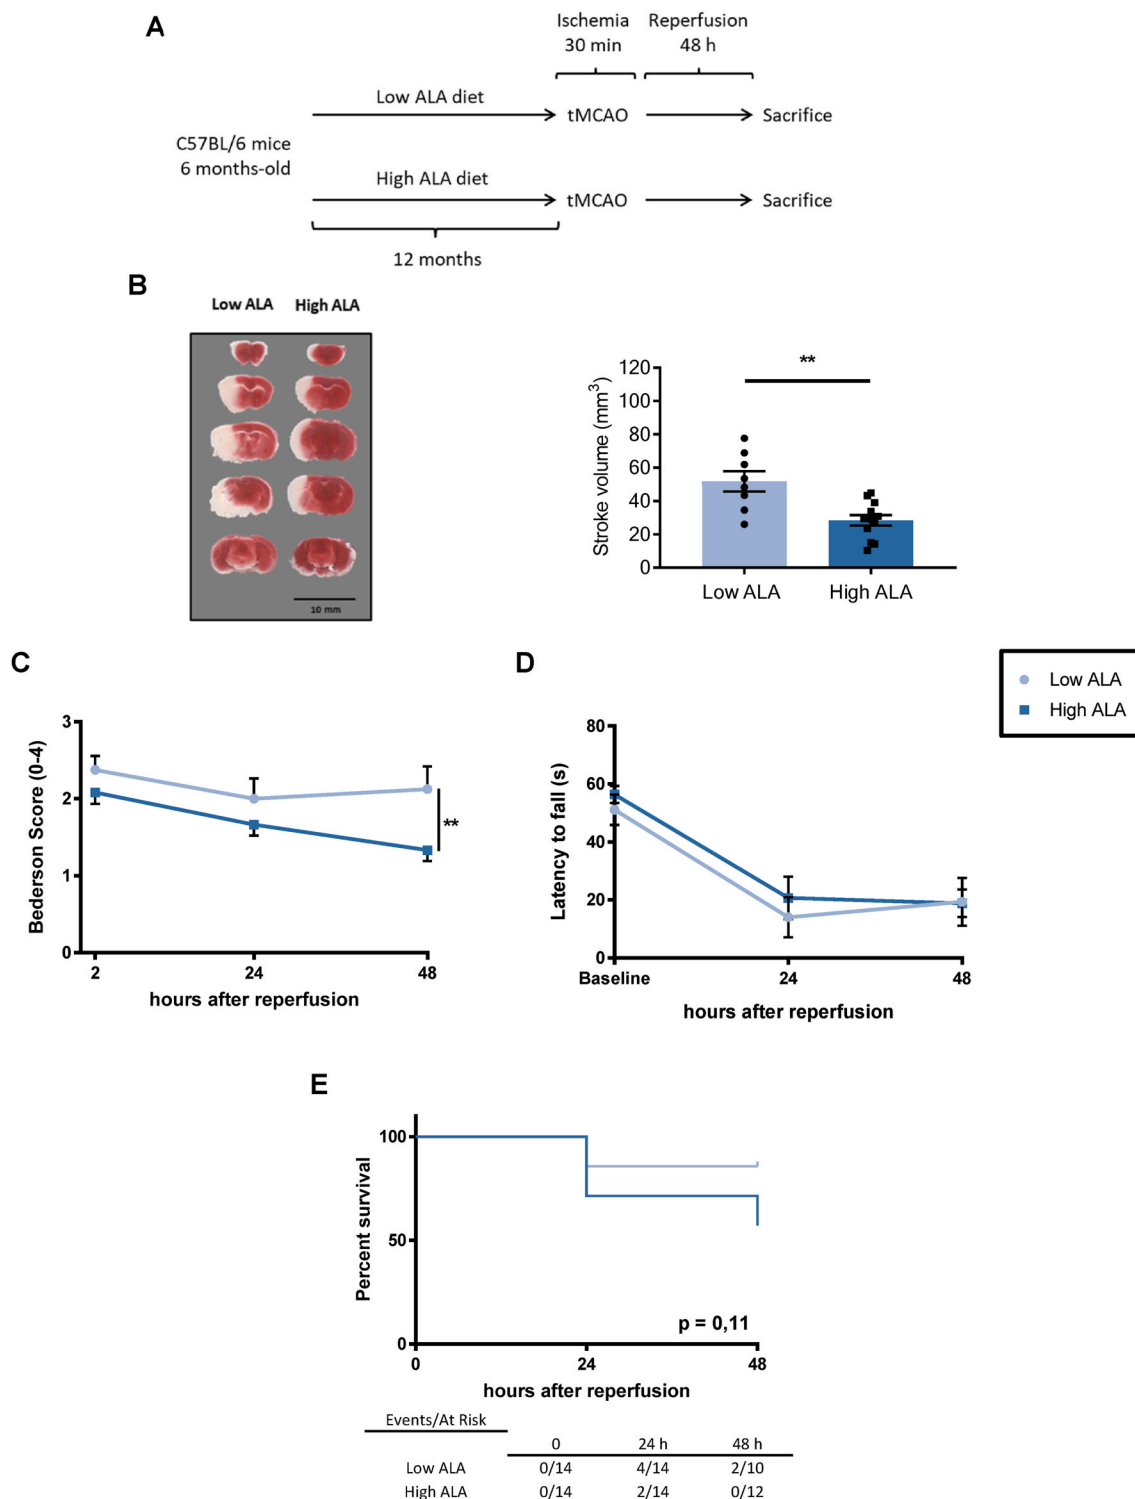 A
Ischemia
30 min
Reperfusion
48 h
Low ALA diet
tMCAO
Sacrifice
C57BL/6 mice
6 months-old
High ALA diet
tMCAO
Sacrifice
12 months
B
Low ALA
High ALA
10 mm
**
Stroke volume (mm3)
120
100
80
60
40
20
0
Low ALA
High ALA
C
Bederson Score (0-4)
3
2
1
0
**
2
24
48
hours after reperfusion
D
Low ALA
High ALA
Latency to fall (s)
80
60
40
20
0
Baseline
24
48
hours after reperfusion
E
Percent survival
100
50
0
p = 0,11
0
24
48
hours after reperfusion
Events/At Risk
0 24 h 48 h
Low ALA 0/14 4/14 2/10
High ALA 0/14 2/14 0/12